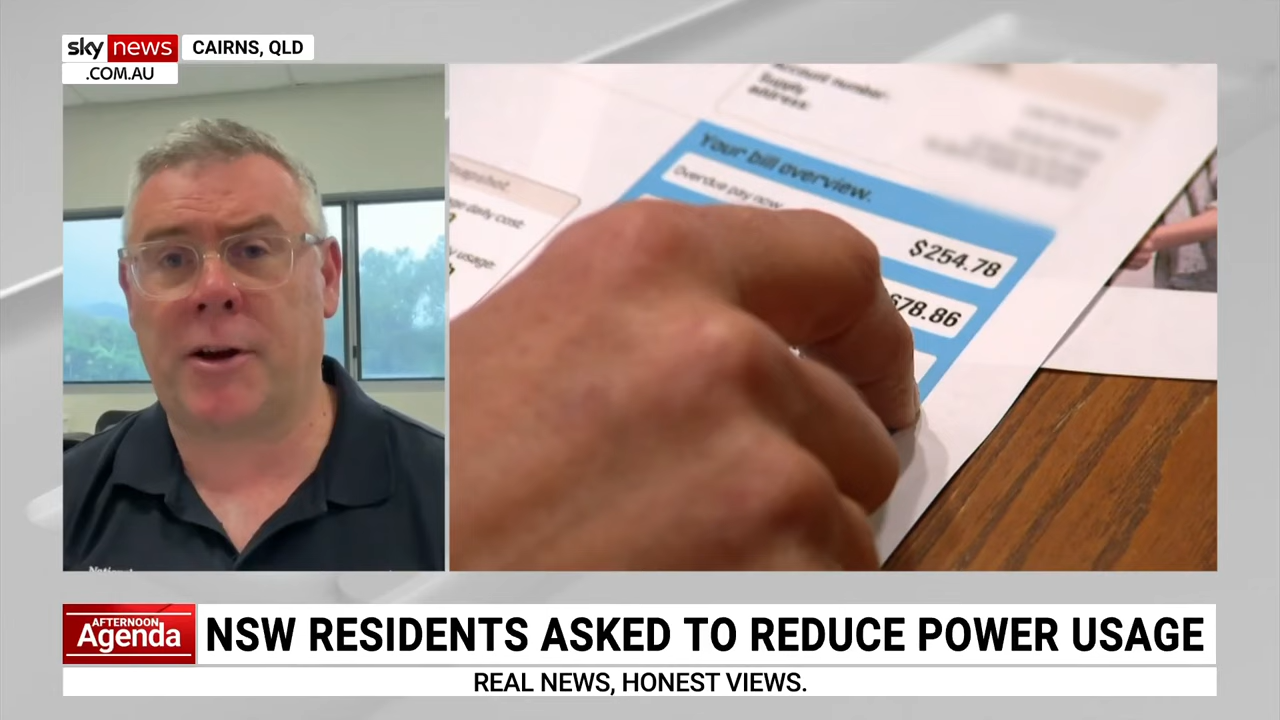 sky news
.COM.AU
CAIRNS, QLD
Account number:
Supply
address:
Your bill overview.
Overdue pay now
$254.78
678.86
Snapshot
daily cost:
usage:
National
AFTERNOON
Agenda
NSW RESIDENTS ASKED TO REDUCE POWER USAGE
REAL NEWS, HONEST VIEWS.